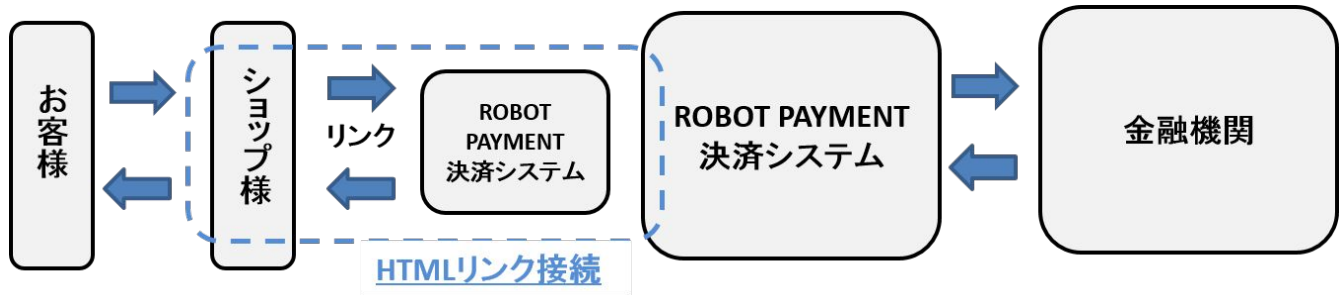 お客様
ショップ様
リンク
ROBOT
PAYMENT
決済システム
ROBOT PAYMENT
決済システム
金融機関
HTMLリンク接続